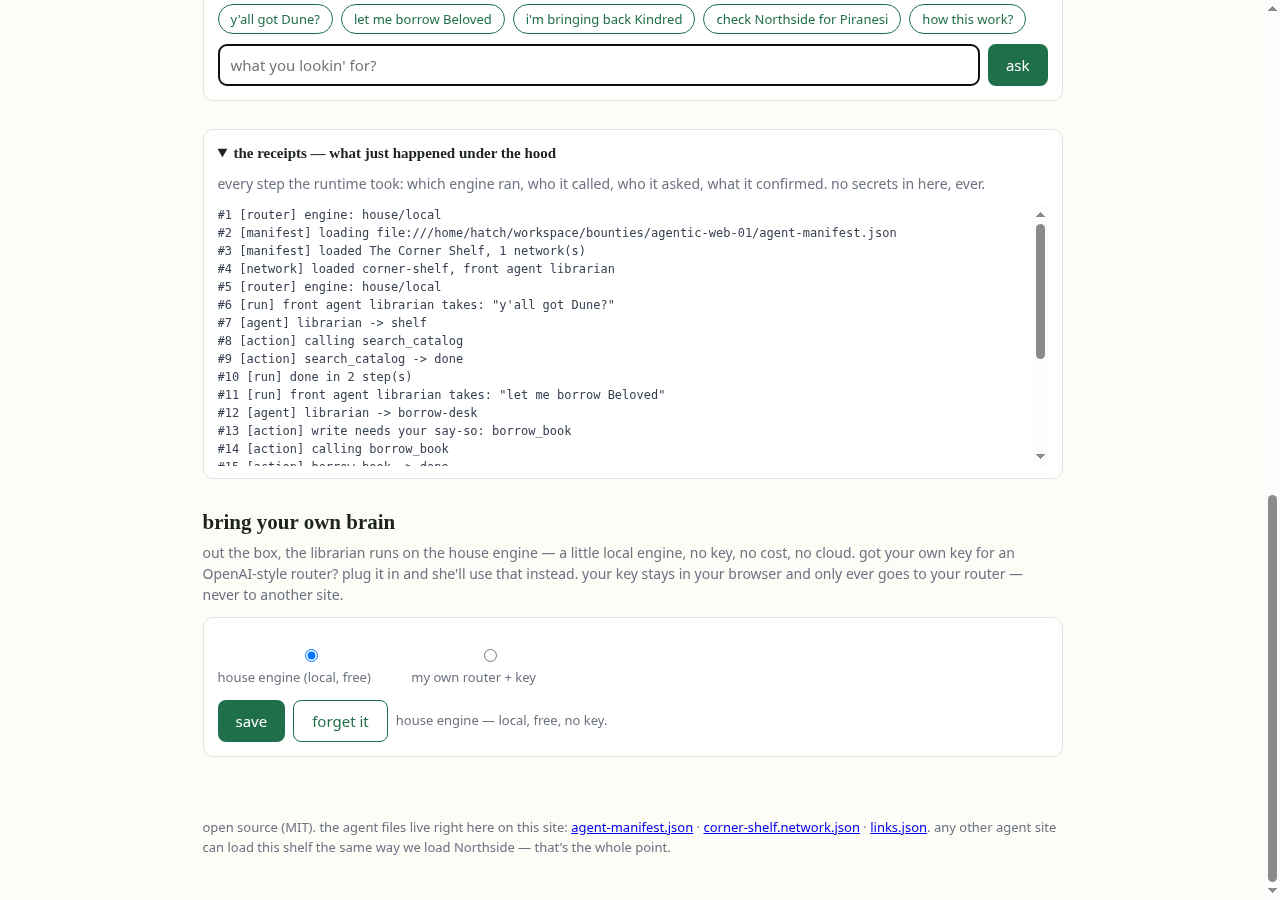 y'all got Dune?
let me borrow Beloved
i'm bringing back Kindred
check Northside for Piranesi
how this work?
what you lookin' for?
ask
▼ the receipts — what just happened under the hood
every step the runtime took: which engine ran, who it called, who it asked, what it confirmed. no secrets in here, ever.
#1 [router] engine: house/local
#2 [manifest] loading file:///home/hatch/workspace/bounties/agentic-web-01/agent-manifest.json
#3 [manifest] loaded The Corner Shelf, 1 network(s)
#4 [network] loaded corner-shelf, front agent librarian
#5 [router] engine: house/local
#6 [run] front agent librarian takes: "y'all got Dune?"
#7 [agent] librarian -> shelf
#8 [action] calling search_catalog
#9 [action] search_catalog -> done
#10 [run] done in 2 step(s)
#11 [run] front agent librarian takes: "let me borrow Beloved"
#12 [agent] librarian -> borrow-desk
#13 [action] write needs your say-so: borrow_book
#14 [action] calling borrow_book
#15 [action] borrow_book -> done
bring your own brain
out the box, the librarian runs on the house engine — a little local engine, no key, no cost, no cloud. got your own key for an
OpenAI-style router? plug it in and she'll use that instead. your key stays in your browser and only ever goes to your router —
never to another site.
house engine (local, free)
my own router + key
save
forget it
house engine — local, free, no key.
open source (MIT). the agent files live right here on this site: agent-manifest.json · corner-shelf.network.json · links.json. any other agent site
can load this shelf the same way we load Northside — that's the whole point.